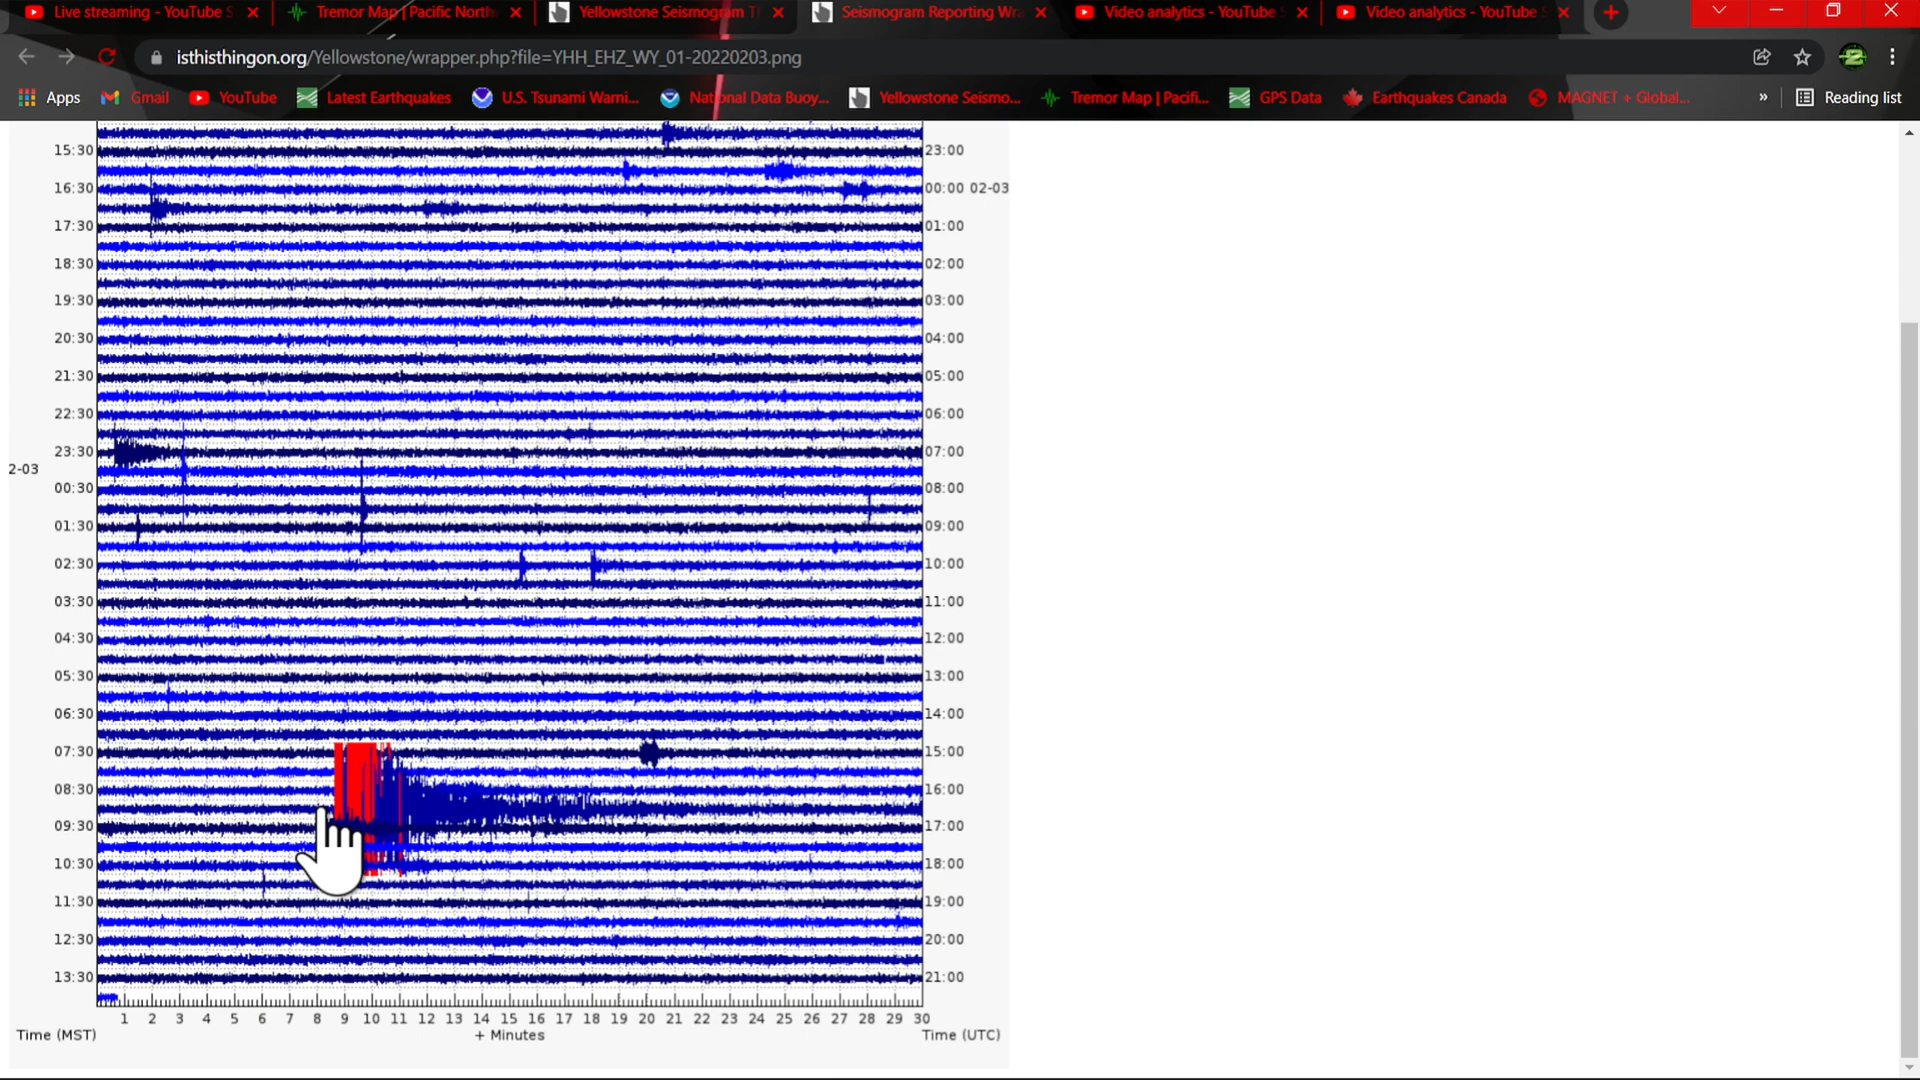 Live streaming - YouTube S
Tremor Map | Pacific North
Yellowstone Seismogram T
Seismogram Reporting Wra
Video analytics - YouTube S
Video analytics - YouTube S
isthisthingon.org/Yellowstone/wrapper.php?file=YHH_EHZ_WY_01-20220203.png
Apps
Gmail
YouTube
Latest Earthquakes
U.S. Tsunami Warni...
National Data Buoy...
Yellowstone Seismo...
Tremor Map | Pacifi...
GPS Data
Earthquakes Canada
MAGNET + Global...
»
Reading list
15:30 23:00
16:30 00:00 02-03
17:30 01:00
18:30 02:00
19:30 03:00
20:30 04:00
21:30 05:00
22:30 06:00
23:30 07:00
2-03
00:30 08:00
01:30 09:00
02:30 10:00
03:30 11:00
04:30 12:00
05:30 13:00
06:30 14:00
07:30 15:00
08:30 16:00
09:30 17:00
10:30 18:00
11:30 19:00
12:30 20:00
13:30 21:00
1 2 3 4 5 6 7 8 9 10 11 12 13 14 15 16 17 18 19 20 21 22 23 24 25 26 27 28 29 30
Time (MST) + Minutes Time (UTC)